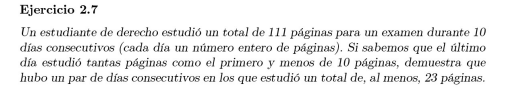 Ejercicio 2.7
Un estudiante de derecho estudió un total de 111 páginas para un examen durante 10
días consecutivos (cada día un número entero de páginas). Si sabemos que el último
día estudió tantas páginas como el primero y menos de 10 páginas, demuestra que
hubo un par de días consecutivos en los que estudió un total de, al menos, 23 páginas.